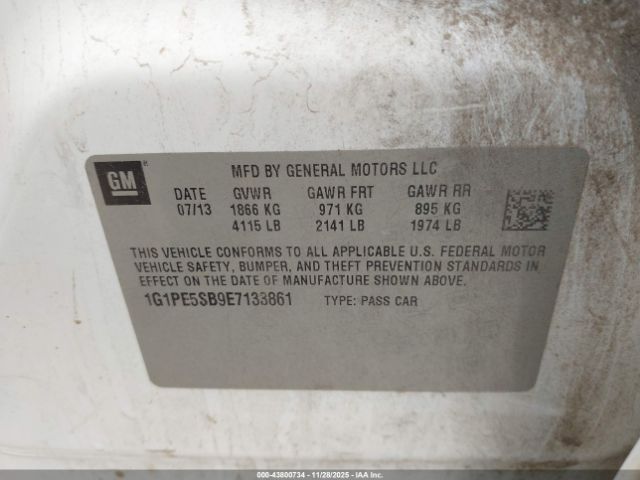 GM
MFD BY GENERAL MOTORS LLC
DATE GVWR GAWR FRT GAWR RR
07/13 1866 KG 971 KG 895 KG
4115 LB 2141 LB 1974 LB
THIS VEHICLE CONFORMS TO ALL APPLICABLE U.S. FEDERAL MOTOR
VEHICLE SAFETY, BUMPER, AND THEFT PREVENTION STANDARDS IN
EFFECT ON THE DATE OF MANUFACTURE SHOWN ABOVE.
1G1PE5SB9E7133861 TYPE: PASS CAR
000-43800734 - 11/28/2025 - IAA, Inc.